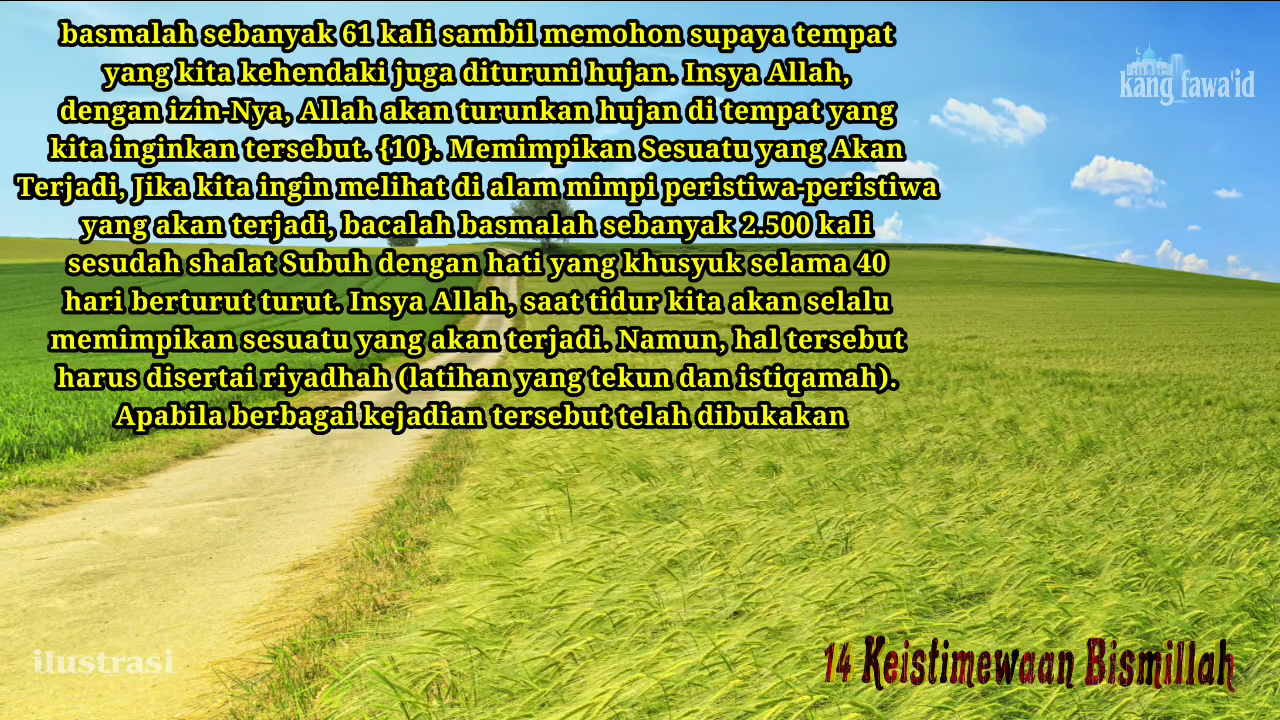 basmalah sebanyak 61 kali sambil memohon supaya tempat
yang kita kehendaki juga dituruni hujan. Insya Allah,
dengan izin-Nya, Allah akan turunkan hujan di tempat yang
kita inginkan tersebut. {10}. Memimpikan Sesuatu yang Akan
Terjadi, Jika kita ingin melihat di alam mimpi peristiwa-peristiwa
yang akan terjadi, bacalah basmalah sebanyak 2.500 kali
sesudah shalat Subuh dengan hati yang khusyuk selama 40
hari berturut turut. Insya Allah, saat tidur kita akan selalu
memimpikan sesuatu yang akan terjadi. Namun, hal tersebut
harus disertai riyadhah (latihan yang tekun dan istiqamah).
Apabila berbagai kejadian tersebut telah dibukakan
kang fawa'id
ilustrasi
14 Keistimewaan Bismillah